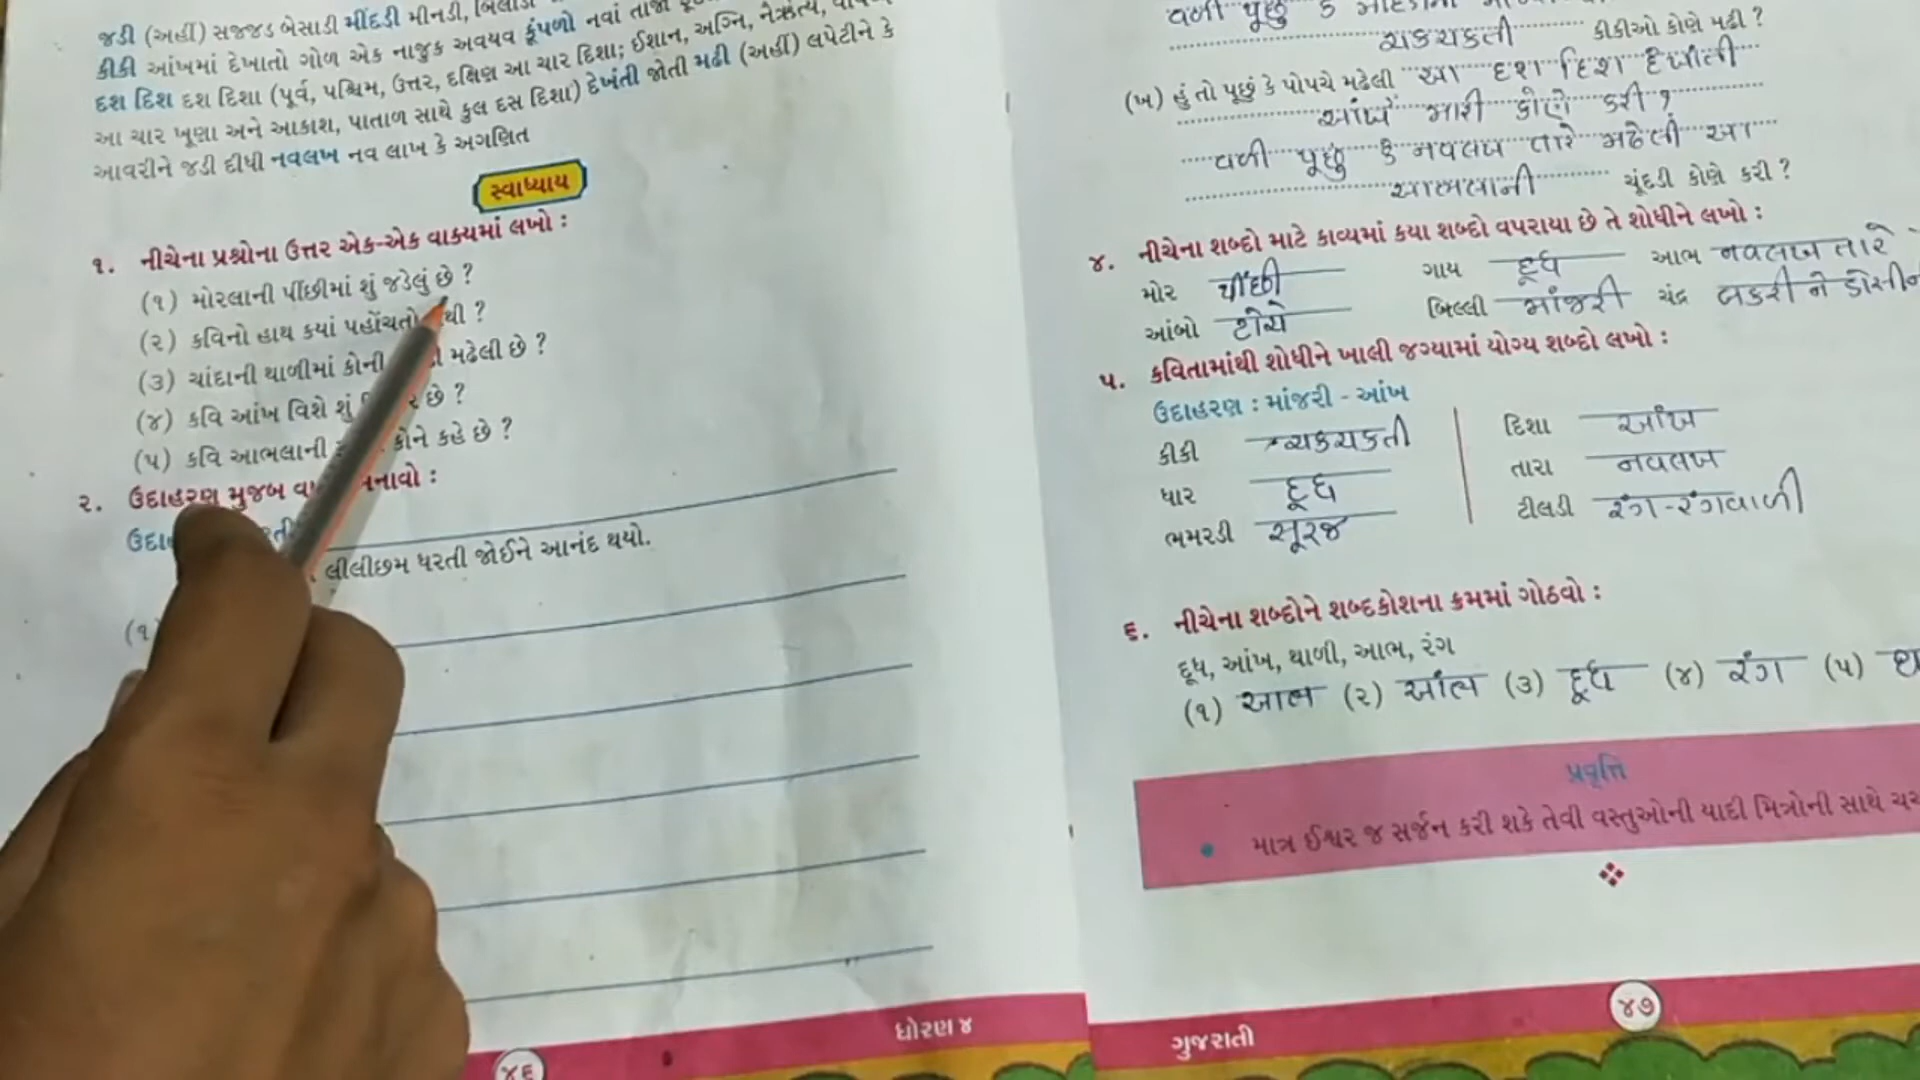 જડી (અહીં) સજ્જડ બેસાડી મીંદડી મીનડી,
કીકી આંખમાં દેખાતો ગોળ એક નાજુક અવયવ કૂંપળો નવાં તાજાં
દશ દિશ દશ દિશા (પૂર્વ, પશ્ચિમ, ઉત્તર, દક્ષિણ આ ચાર દિશા; ઈશાન, અગ્નિ, નૈઋત્ય,
આ ચાર ખૂણા અને આકાશ, પાતાળ સાથે કુલ દસ દિશા) દેખંતી જોતી મઢી (અહીં) લપેટીને કે
આવરીને જડી દીધી નવલખ નવ લાખ કે અગણિત
સ્વાધ્યાય
૧. નીચેના પ્રશ્નોના ઉત્તર એક-એક વાક્યમાં લખો :
(૧) મોરલાની પીંછીમાં શું જડેલું છે ?
(૨) કવિનો હાથ કયાં પહોંચતો ?
(૩) ચાંદાની થાળીમાં કોની મઢેલી છે ?
(૪) કવિ આંખ વિશે શું છે ?
(૫) કવિ આભલાની કોને કહે છે ?
૨. ઉદાહરણ મુજબ :
લીલીછમ ધરતી જોઈને આનંદ થયો.
(૧
ધોરણ ૪
૪૬
વળી પૂછું કે
ચકચકતી કીકીઓ કોણે મઢી ?
(ખ) હું તો પૂછું કે પોપચે મઢેલી આ દશ દિશ દેખંતી
આંખ મારી કોણે કરી ?
વળી પૂછું કે નવલખ તારે મઢેલી આ
આભલાની ચૂંદડી કોણે કરી ?
૪. નીચેના શબ્દો માટે કાવ્યમાં કયા શબ્દો વપરાયા છે તે શોધીને લખો :
મોર પીંછી ગાય દૂધ આભ નવલખ તારે
આંબો ટોચે બિલ્લી માંજરી ચંદ્ર બકરી ને
૫. કવિતામાંથી શોધીને ખાલી જગ્યામાં યોગ્ય શબ્દો લખો :
ઉદાહરણ : માંજરી - આંખ
કીકી ચકચકતી દિશા આંખ
ધાર દૂધ તારા નવલખ
ભમરડી સૂરજ ટીલડી રંગ-રંગવાળી
૬. નીચેના શબ્દોને શબ્દકોશના ક્રમમાં ગોઠવો :
દૂધ, આંખ, થાળી, આભ, રંગ
(૧) આભ (૨) આંખ (૩) દૂધ (૪) રંગ (૫)
પ્રવૃત્તિ
• માત્ર ઈશ્વર જ સર્જન કરી શકે તેવી વસ્તુઓની યાદી મિત્રોની સાથે
ગુજરાતી
૪૭